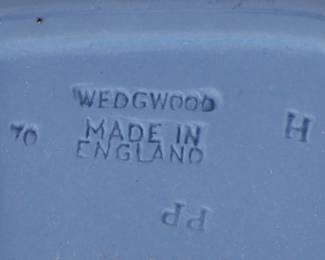 WEDGWOOD
70 MADE IN H
ENGLAND
PP